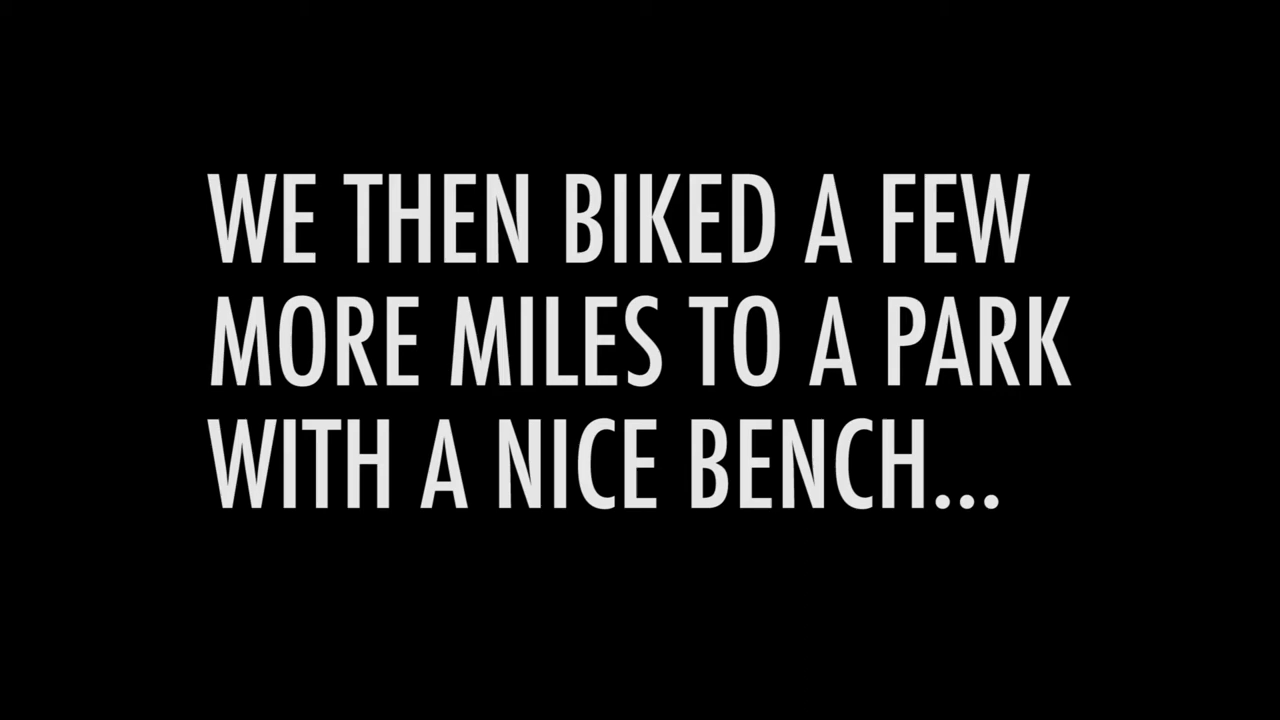 WE THEN BIKED A FEW
MORE MILES TO A PARK
WITH A NICE BENCH...